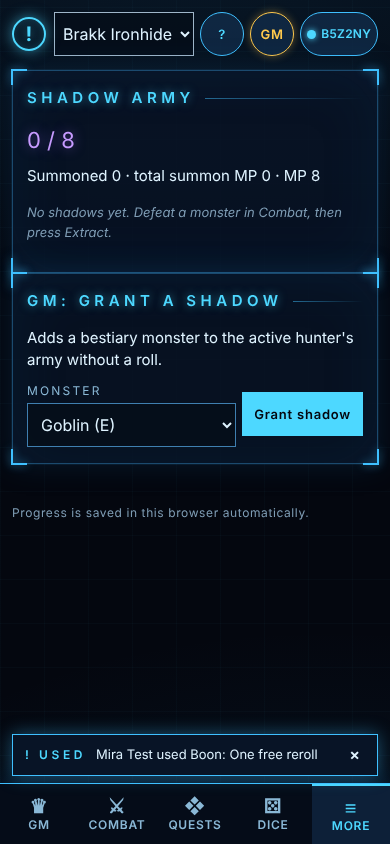 !
Brakk Ironhide
?
GM
B5Z2NY
SHADOW ARMY
0 / 8
Summoned 0 · total summon MP 0 · MP 8
No shadows yet. Defeat a monster in Combat, then
press Extract.
GM: GRANT A SHADOW
Adds a bestiary monster to the active hunter's
army without a roll.
MONSTER
Goblin (E)
Grant shadow
Progress is saved in this browser automatically.
! USED Mira Test used Boon: One free reroll ×
GM
COMBAT
QUESTS
DICE
MORE